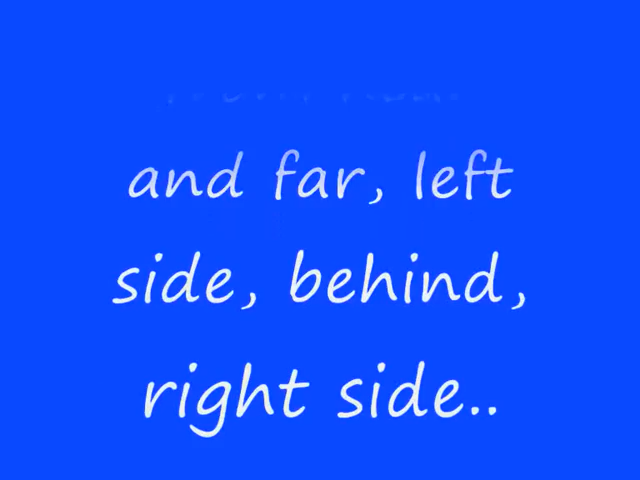 and far, left
side, behind,
right side..